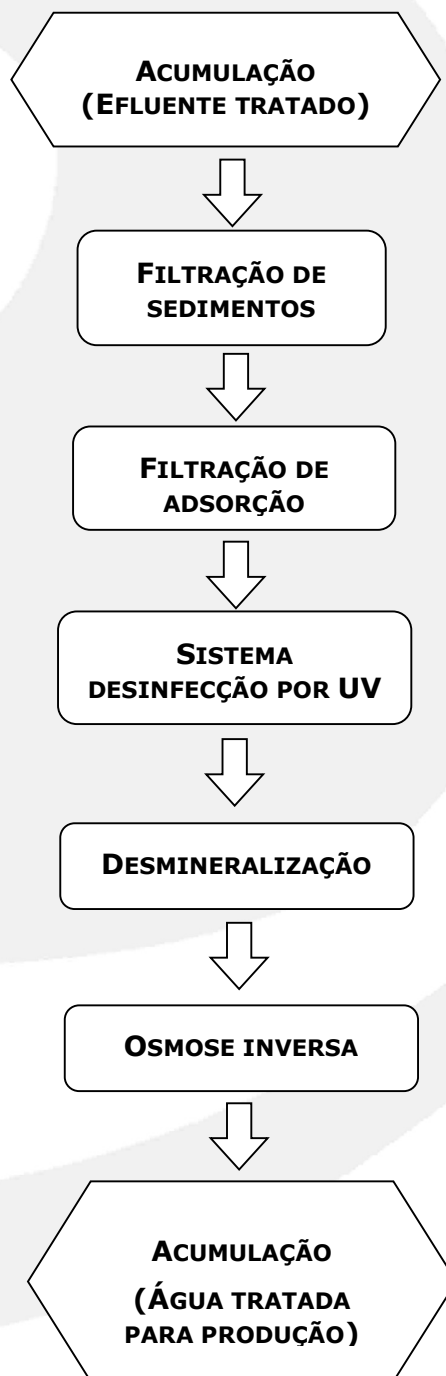 ACUMULAÇÃO
(EFLUENTE TRATADO)
FILTRAÇÃO DE
SEDIMENTOS
FILTRAÇÃO DE
ADSORÇÃO
SISTEMA
DESINFECÇÃO POR UV
DESMINERALIZAÇÃO
OSMOSE INVERSA
ACUMULAÇÃO
(ÁGUA TRATADA
PARA PRODUÇÃO)